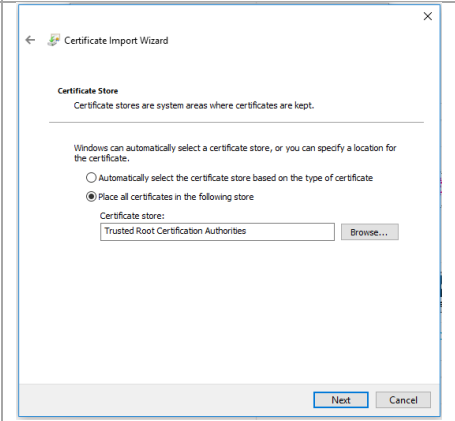 Certificate Import Wizard
Certificate Store
Certificate stores are system areas where certificates are kept.
Windows can automatically select a certificate store, or you can specify a location for
the certificate.
Automatically select the certificate store based on the type of certificate
Place all certificates in the following store
Certificate store:
Trusted Root Certification Authorities
Browse...
Next
Cancel